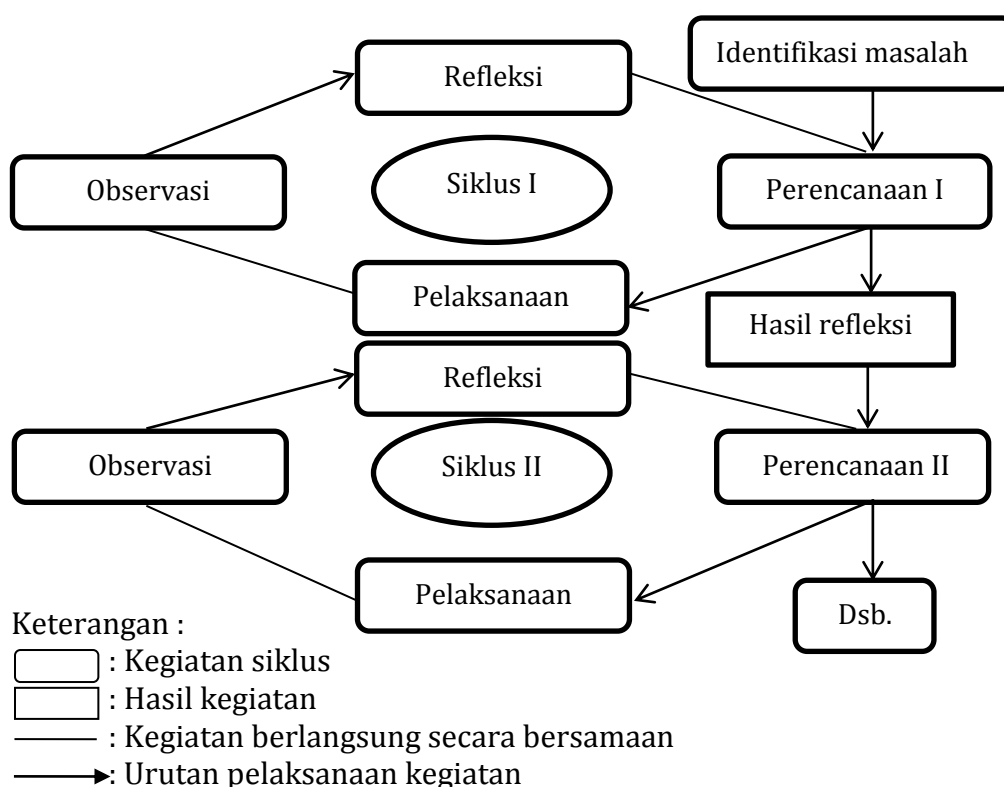 Identifikasi masalah
Refleksi
Observasi
Siklus I
Perencanaan I
Pelaksanaan
Hasil refleksi
Refleksi
Observasi
Siklus II
Perencanaan II
Pelaksanaan
Dsb.
Keterangan :
: Kegiatan siklus
: Hasil kegiatan
: Kegiatan berlangsung secara bersamaan
: Urutan pelaksanaan kegiatan